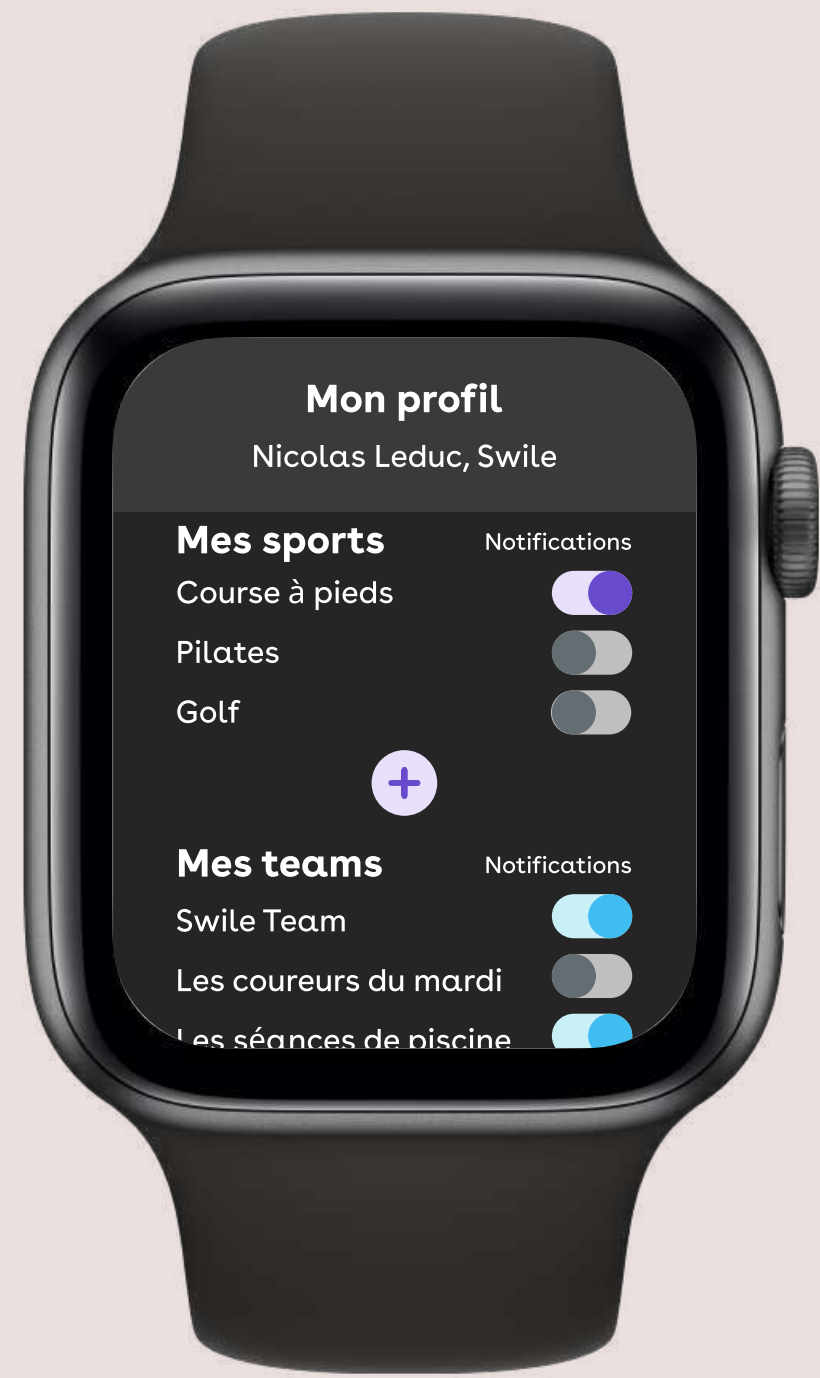 Mon profil
Nicolas Leduc, Swile
Mes sports Notifications
Course à pieds
Pilates
Golf
Mes teams Notifications
Swile Team
Les coureurs du mardi
Les séances de piscine